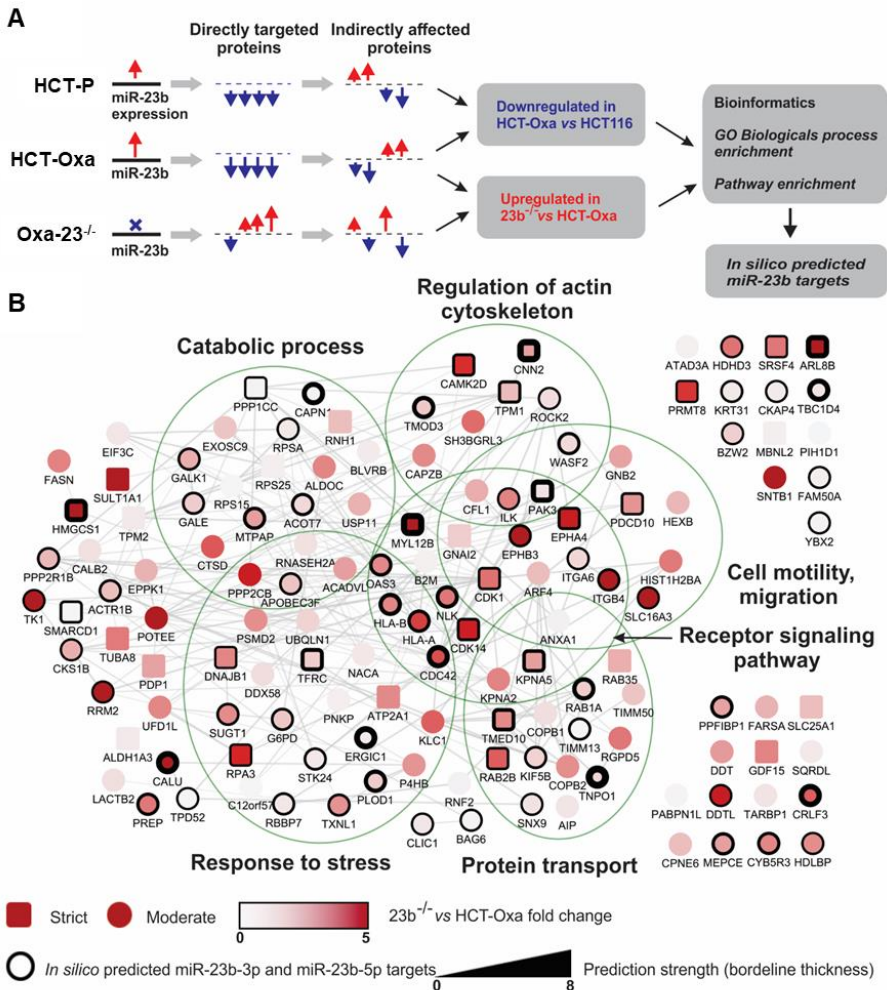 A
Directly targeted proteins
Indirectly affected proteins
HCT-P
miR-23b expression
HCT-Oxa
miR-23b
Oxa-23-/-
miR-23b
Downregulated in
HCT-Oxa vs HCT116
Upregulated in
23b-/- vs HCT-Oxa
Bioinformatics
GO Biologicals process
enrichment
Pathway enrichment
In silico predicted
miR-23b targets
B
Regulation of actin
cytoskeleton
Catabolic process
PPP1CC
CAPN1
EXOSC9
RPSA
RNH1
EIF3C
FASN
SULT1A1
GALK1
RPS25
ALDOC
BLVRB
HMGCS1
TPM2
GALE
RPS15
ACOT7
USP11
MTPAP
PPP2R1B
CALB2
CTSD
RNASEH2A
EPPK1
PPP2CB
APOBEC3F
ACADVL
OAS3
TK1
ACTR1B
SMARCD1
POTEE
CKS1B
TUBA8
PDP1
PSMD2
UBQLN1
DNAJB1
TFRC
NACA
DDX58
RRM2
UFD1L
PNKP
ATP2A1
SUGT1
G6PD
KLC1
ALDH1A3
CALU
RPA3
STK24
ERGIC1
P4HB
LACTB2
C12orf57
PLOD1
PREP
TPD52
RBBP7
TXNL1
RNF2
CLIC1
BAG6
CAMK2D
CNN2
TPM1
ROCK2
TMOD3
SH3BGRL3
CAPZB
WASF2
GNB2
CFL1
ILK
PAK3
MYL12B
GNAI2
EPHB3
EPHA4
PDCD10
HEXB
B2M
CDK1
ITGA6
ARF4
ITGB4
HIST1H2BA
SLC16A3
HLA-B
NLK
HLA-A
CDK14
ANXA1
CDC42
KPNA5
RAB35
KPNA2
RAB1A
TIMM50
TMED10
COPB1
TIMM13
RGPD5
RAB2B
KIF5B
COPB2
TNPO1
SNX9
AIP
ATAD3A
HDHD3
SRSF4
ARL8B
PRMT8
KRT31
CKAP4
TBC1D4
BZW2
MBNL2
PIH1D1
SNTB1
FAM50A
YBX2
Cell motility,
migration
Receptor signaling
pathway
PPFIBP1
FARSA
SLC25A1
DDT
GDF15
SQRDL
PABPN1L
DDTL
TARBP1
CRLF3
CPNE6
MEPCE
CYB5R3
HDLBP
Response to stress
Protein transport
Strict
Moderate
0
5
23b-/- vs HCT-Oxa fold change
In silico predicted miR-23b-3p and miR-23b-5p targets
0
8
Prediction strength (bordeline thickness)